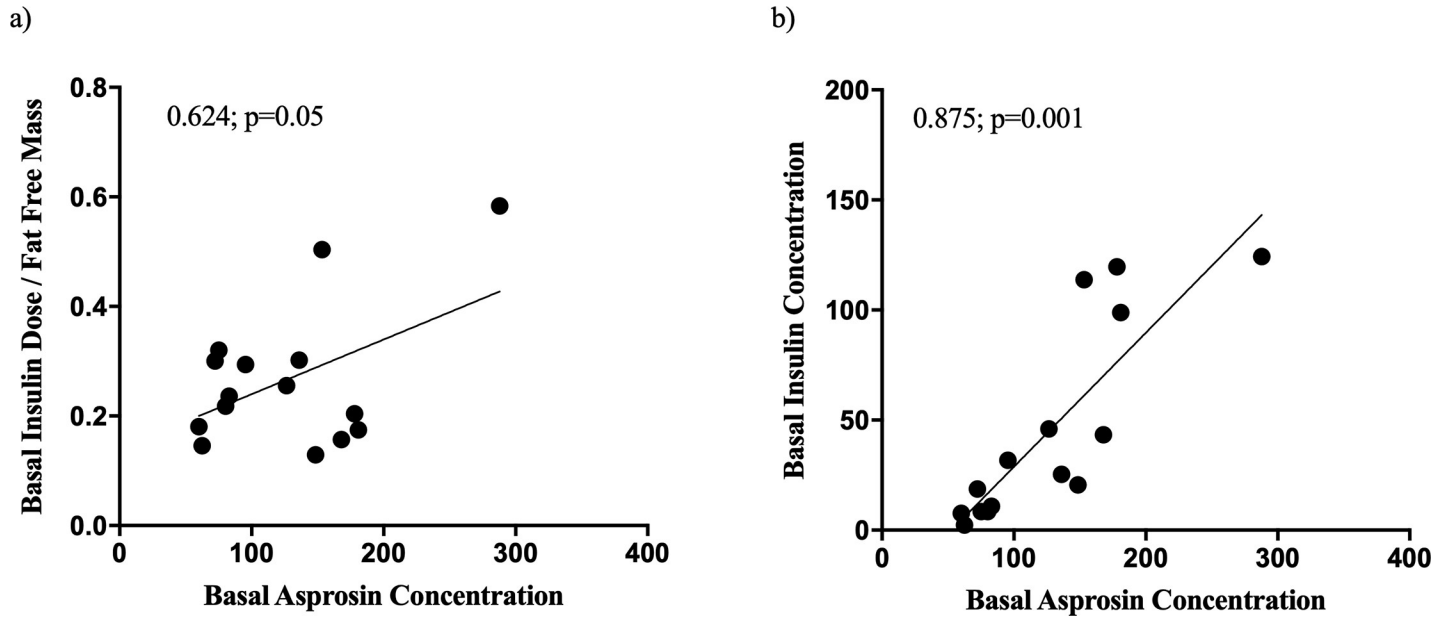 a)
0.8
0.6
0.4
0.2
0.0
0.624; p=0.05
Basal Insulin Dose / Fat Free Mass
0
100
200
300
400
Basal Asprosin Concentration
b)
200
150
100
50
0
0.875; p=0.001
Basal Insulin Concentration
0
100
200
300
400
Basal Asprosin Concentration